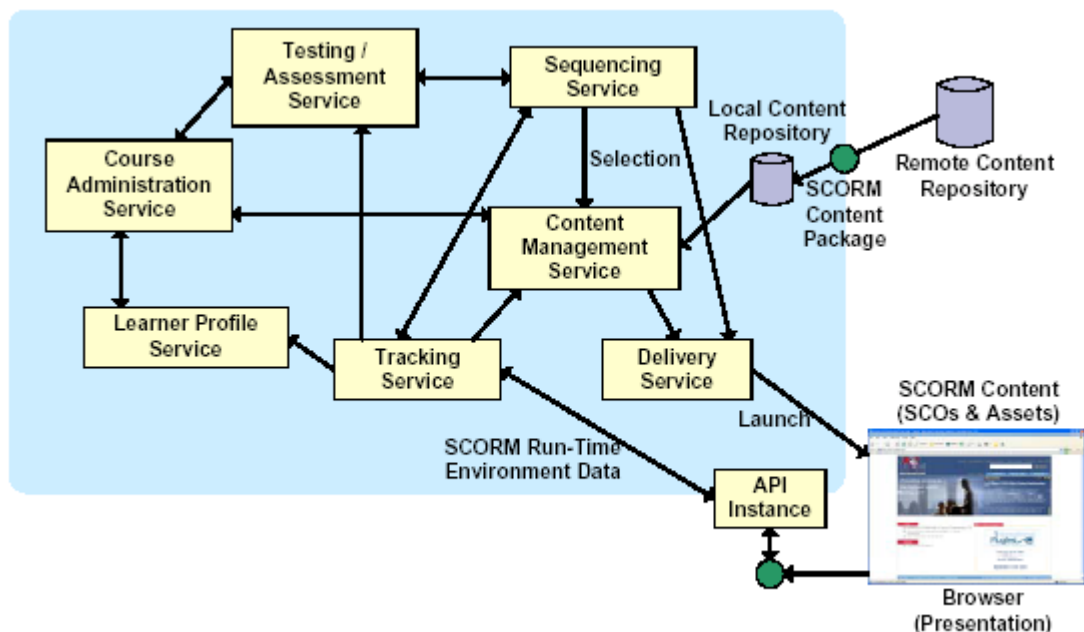 Testing /
Assessment
Service
Sequencing
Service
Local Content
Repository
Remote Content
Repository
Selection
SCORM
Content
Package
Course
Administration
Service
Content
Management
Service
Learner Profile
Service
Tracking
Service
Delivery
Service
SCORM Content
(SCOs & Assets)
Launch
SCORM Run-Time
Environment Data
API
Instance
Browser
(Presentation)